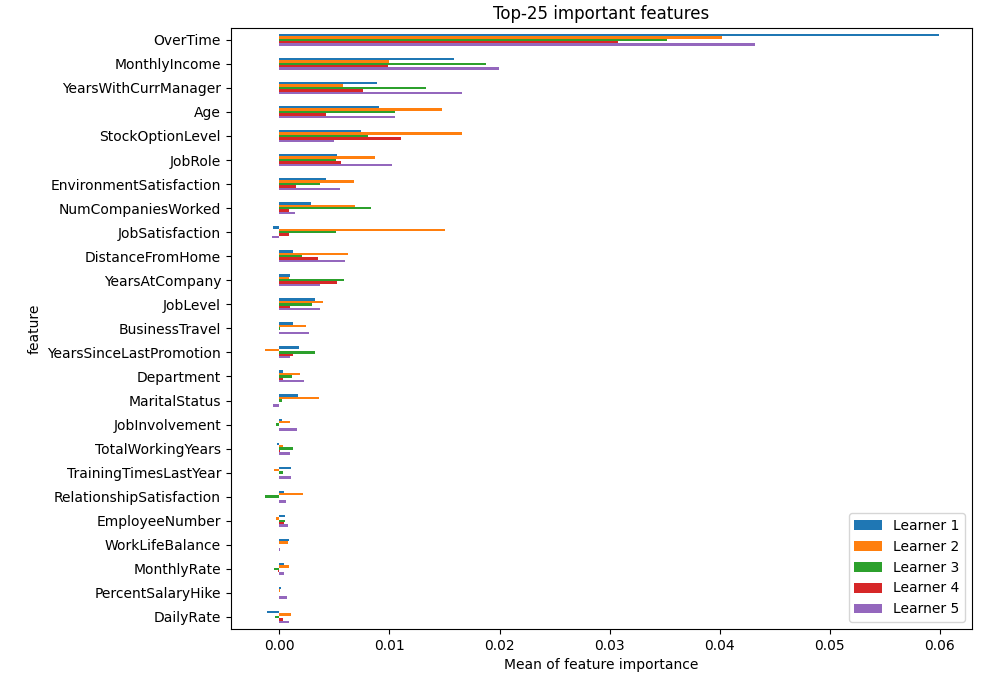 Top-25 important features
OverTime
MonthlyIncome
YearsWithCurrManager
Age
StockOptionLevel
JobRole
EnvironmentSatisfaction
NumCompaniesWorked
JobSatisfaction
DistanceFromHome
YearsAtCompany
JobLevel
BusinessTravel
YearsSinceLastPromotion
Department
MaritalStatus
JobInvolvement
TotalWorkingYears
TrainingTimesLastYear
RelationshipSatisfaction
EmployeeNumber
WorkLifeBalance
MonthlyRate
PercentSalaryHike
DailyRate
feature
Learner 1
Learner 2
Learner 3
Learner 4
Learner 5
0.00 0.01 0.02 0.03 0.04 0.05 0.06
Mean of feature importance